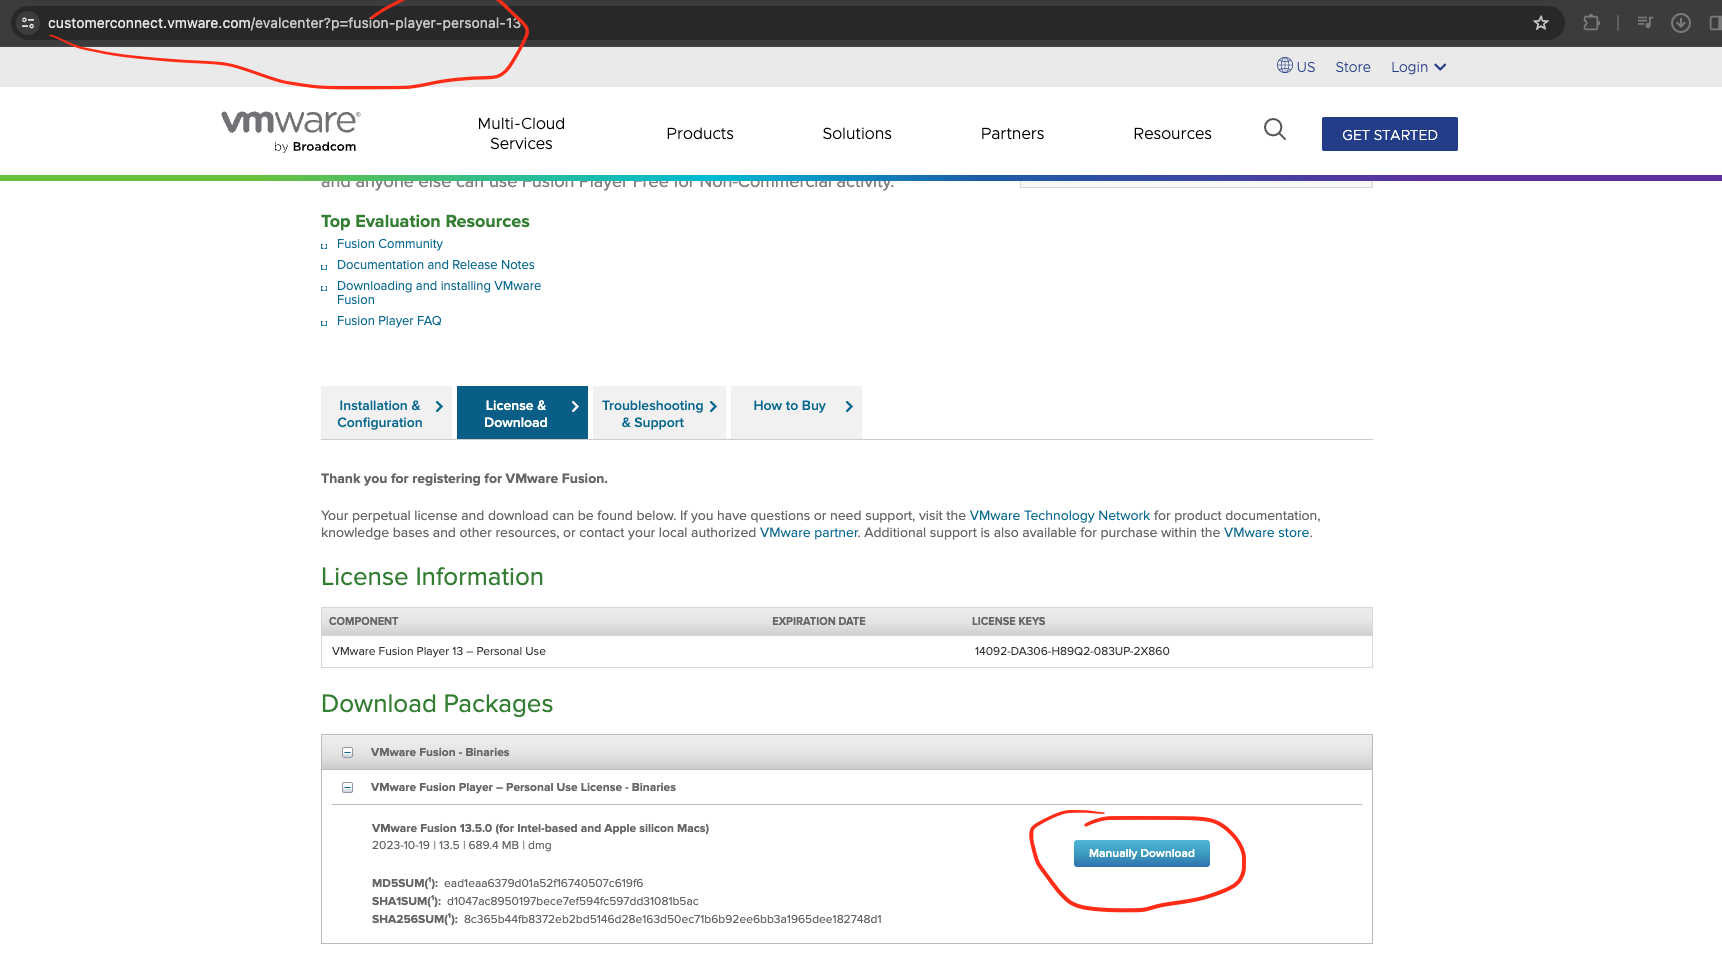 customerconnect.vmware.com/evalcenter?p=fusion-player-personal-13
US Store Login
vmware®
by Broadcom
Multi-Cloud
Services
Products
Solutions
Partners
Resources
GET STARTED
and anyone else can use Fusion Player Free for Non-Commercial activity.
Top Evaluation Resources
Fusion Community
Documentation and Release Notes
Downloading and installing VMware
Fusion
Fusion Player FAQ
Installation &
Configuration
License &
Download
Troubleshooting
& Support
How to Buy
Thank you for registering for VMware Fusion.
Your perpetual license and download can be found below. If you have questions or need support, visit the VMware Technology Network for product documentation,
knowledge bases and other resources, or contact your local authorized VMware partner. Additional support is also available for purchase within the VMware store.
License Information
COMPONENT EXPIRATION DATE LICENSE KEYS
VMware Fusion Player 13 – Personal Use 14092-DA306-H89Q2-083UP-2X860
Download Packages
VMware Fusion - Binaries
VMware Fusion Player – Personal Use License - Binaries
VMware Fusion 13.5.0 (for Intel-based and Apple silicon Macs)
2023-10-19 | 13.5 | 689.4 MB | dmg
Manually Download
MD5SUM(¹): ead1eaa6379d01a52f16740507c619f6
SHA1SUM(¹): d1047ac8950197bece7ef594fc597dd31081b5ac
SHA256SUM(¹): 8c365b44fb8372eb2bd5146d28e163d50ec71b6b92ee6bb3a1965dee182748d1